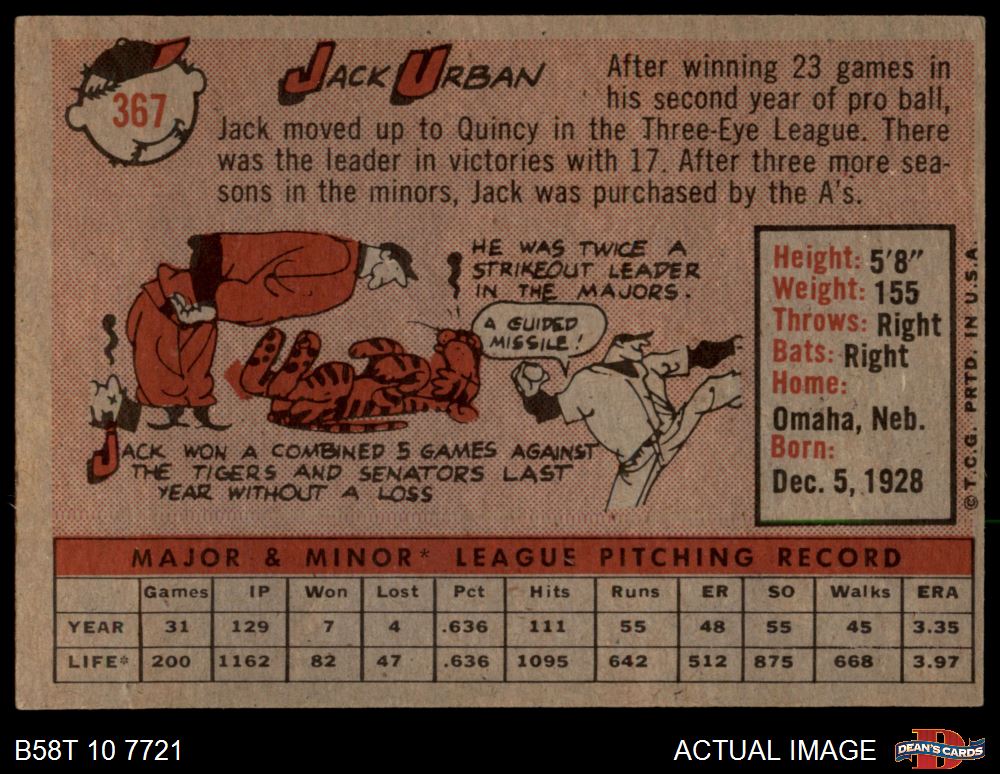 367
JACK URBAN
After winning 23 games in
his second year of pro ball,
Jack moved up to Quincy in the Three-Eye League. There
was the leader in victories with 17. After three more sea-
sons in the minors, Jack was purchased by the A's.
HE WAS TWICE A
STRIKEOUT LEADER
IN THE MAJORS.
A GUIDED
MISSILE!
JACK WON A COMBINED 5 GAMES AGAINST
THE TIGERS AND SENATORS LAST
YEAR WITHOUT A LOSS
Height: 5'8"
Weight: 155
Throws: Right
Bats: Right
Home:
Omaha, Neb.
Born:
Dec. 5, 1928
© T.C.G. PRTD. IN U.S.A.
MAJOR & MINOR* LEAGUE PITCHING RECORD
Games IP Won Lost Pct Hits Runs ER SO Walks ERA
YEAR 31 129 7 4 .636 111 55 48 55 45 3.35
LIFE* 200 1162 82 47 .636 1095 642 512 875 668 3.97
B58T 10 7721
ACTUAL IMAGE
DEAN'S CARDS